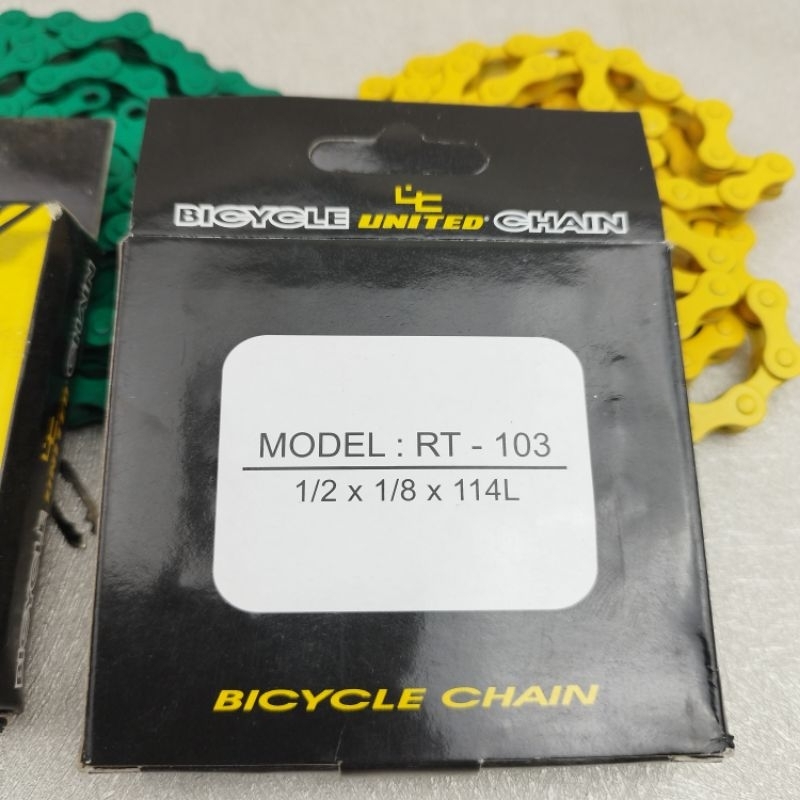 BICYCLE UNITED CHAIN
MODEL : RT - 103
1/2 x 1/8 x 114L
BICYCLE CHAIN